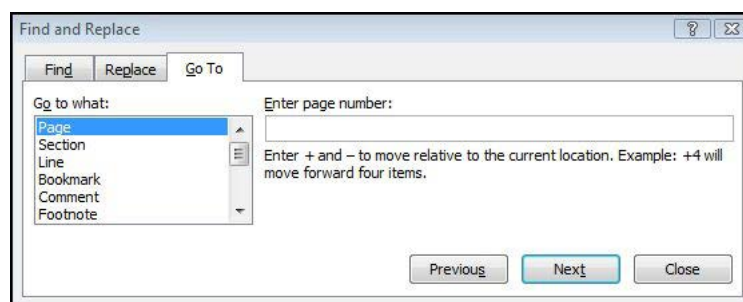 Find and Replace
Find Replace Go To
Go to what:
Page
Section
Line
Bookmark
Comment
Footnote
Enter page number:
Enter + and – to move relative to the current location. Example: +4 will
move forward four items.
Previous Next Close